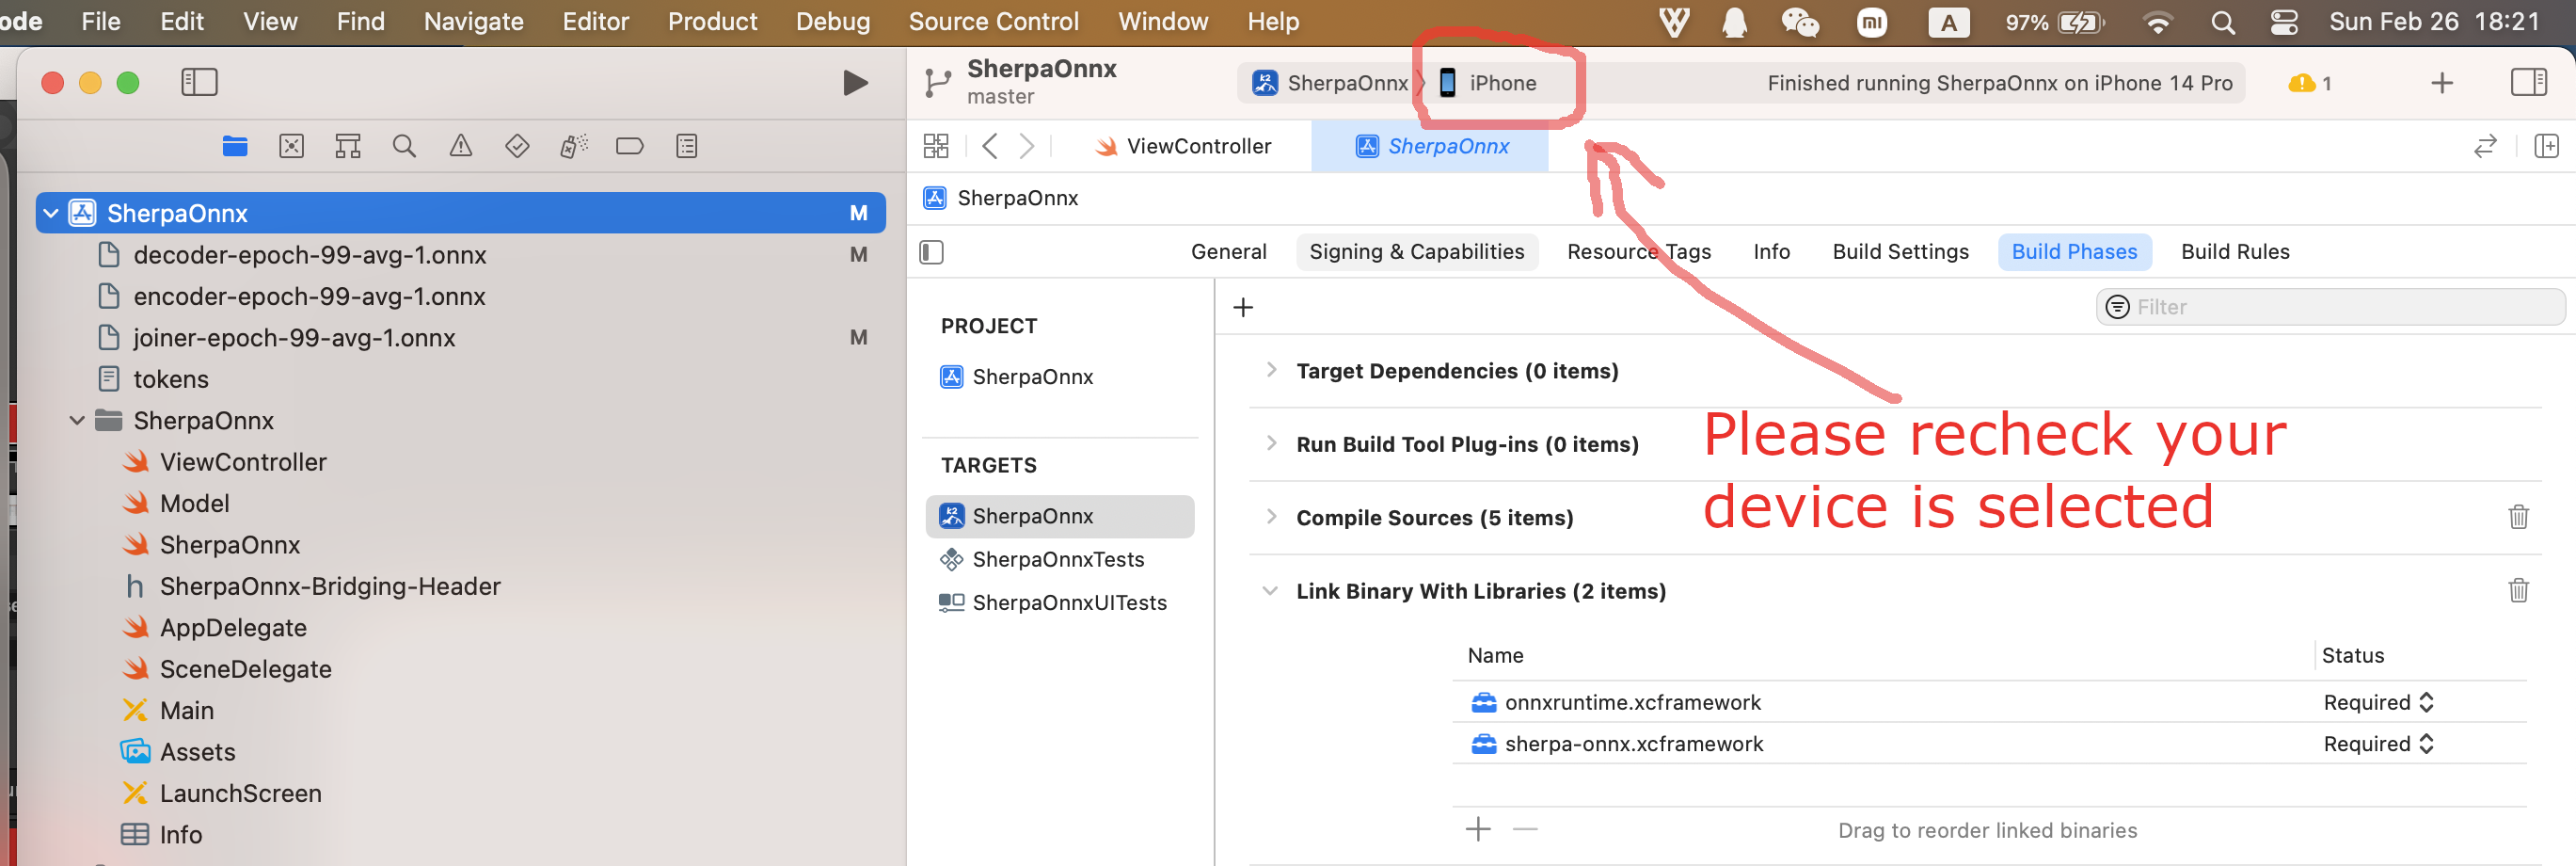 ode File Edit View Find Navigate Editor Product Debug Source Control Window Help mi A 97% Sun Feb 26 18:21
SherpaOnnx
master
k2 SherpaOnnx iPhone Finished running SherpaOnnx on iPhone 14 Pro 1
ViewController SherpaOnnx
SherpaOnnx M
decoder-epoch-99-avg-1.onnx M
encoder-epoch-99-avg-1.onnx
joiner-epoch-99-avg-1.onnx M
tokens
SherpaOnnx
ViewController
Model
SherpaOnnx
h SherpaOnnx-Bridging-Header
AppDelegate
SceneDelegate
Main
Assets
LaunchScreen
Info
SherpaOnnx
General Signing & Capabilities Resource Tags Info Build Settings Build Phases Build Rules
PROJECT
SherpaOnnx
TARGETS
k2 SherpaOnnx
SherpaOnnxTests
SherpaOnnxUITests
Filter
Target Dependencies (0 items)
Run Build Tool Plug-ins (0 items)
Compile Sources (5 items)
Link Binary With Libraries (2 items)
Name Status
onnxruntime.xcframework Required
sherpa-onnx.xcframework Required
Drag to reorder linked binaries
Please recheck your
device is selected